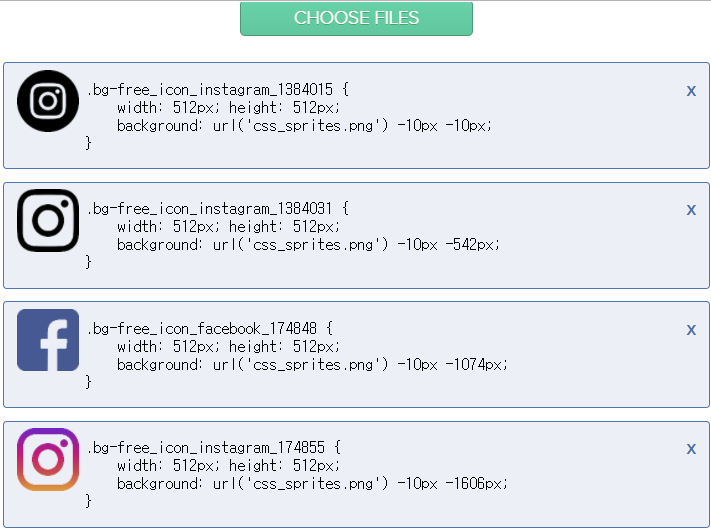 CHOOSE FILES
.bg-free_icon_instagram_1384015 {
x
width: 512px; height: 512px;
background: url('css_sprites.png') -10px -10px;
}
.bg-free_icon_instagram_1384031 {
x
width: 512px; height: 512px;
background: url('css_sprites.png') -10px -542px;
}
.bg-free_icon_facebook_174848 {
x
width: 512px; height: 512px;
background: url('css_sprites.png') -10px -1074px;
}
.bg-free_icon_instagram_174855 {
x
width: 512px; height: 512px;
background: url('css_sprites.png') -10px -1606px;
}